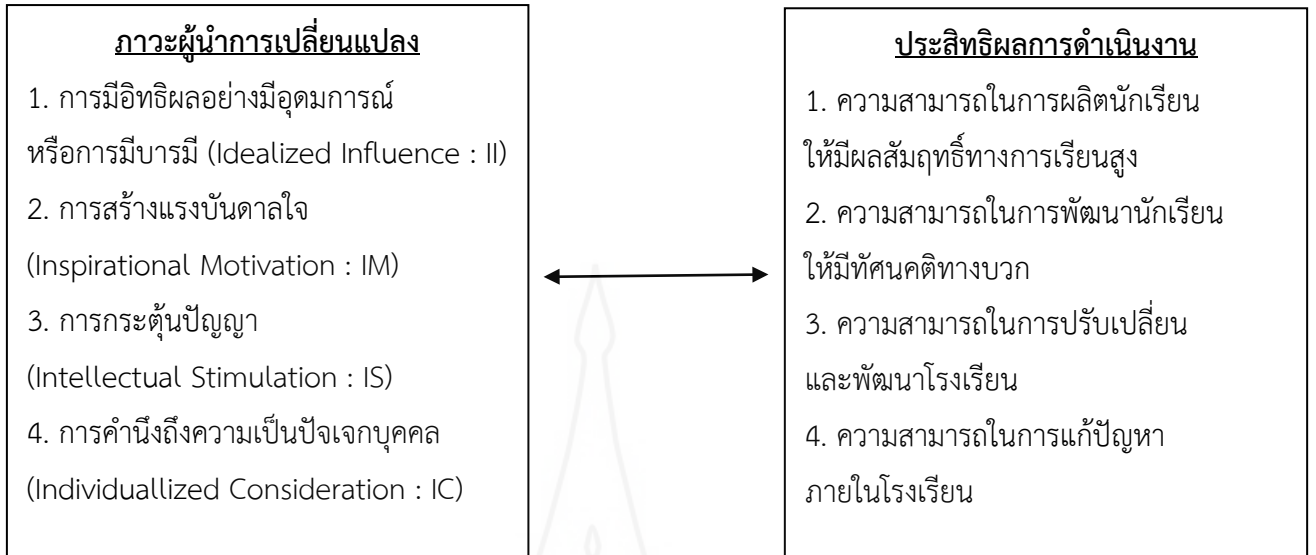 ภาวะผู้นำการเปลี่ยนแปลง
1. การมีอิทธิผลอย่างมีอุดมการณ์
หรือการมีบารมี (Idealized Influence : II)
2. การสร้างแรงบันดาลใจ
(Inspirational Motivation : IM)
3. การกระตุ้นปัญญา
(Intellectual Stimulation : IS)
4. การคำนึงถึงความเป็นปัจเจกบุคคล
(Individuallized Consideration : IC)
ประสิทธิผลการดำเนินงาน
1. ความสามารถในการผลิตนักเรียน
ให้มีผลสัมฤทธิ์ทางการเรียนสูง
2. ความสามารถในการพัฒนานักเรียน
ให้มีทัศนคติทางบวก
3. ความสามารถในการปรับเปลี่ยน
และพัฒนาโรงเรียน
4. ความสามารถในการแก้ปัญหา
ภายในโรงเรียน